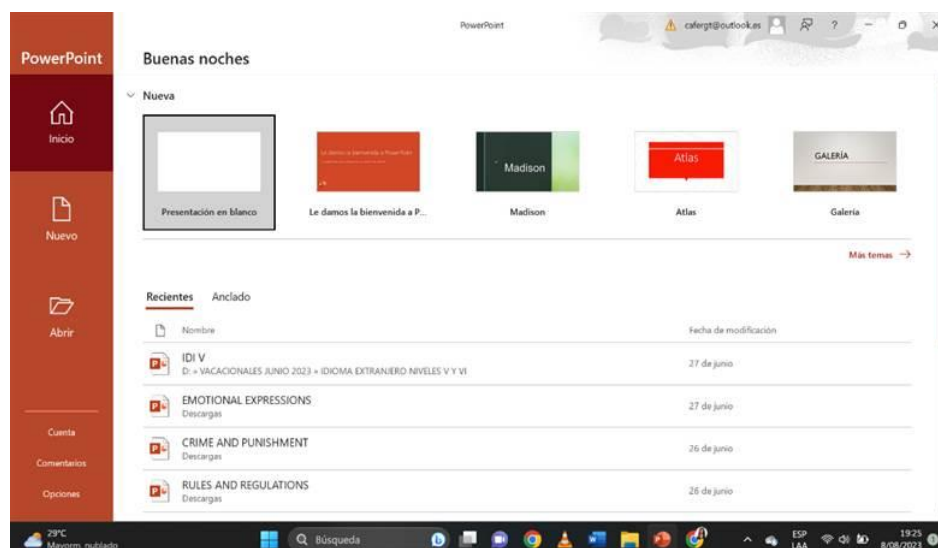 PowerPoint
cafergt@outlook.es
?
PowerPoint
Buenas noches
Nueva
Inicio
Nuevo
Abrir
Cuenta
Comentarios
Opciones
Madison
Atlas
GALERÍA
Presentación en blanco
Le damos la bienvenida a P...
Madison
Atlas
Galería
Más temas
Recientes Anclado
Nombre Fecha de modificación
IDI V
D: » VACACIONALES JUNIO 2023 » IDIOMA EXTRANJERO NIVELES V Y VI
27 de junio
EMOTIONAL EXPRESSIONS
Descargas
27 de junio
CRIME AND PUNISHMENT
Descargas
26 de junio
RULES AND REGULATIONS
Descargas
26 de junio
29°C
Mayorm. nublado
Búsqueda
ESP
LAA
19:25
8/08/2023